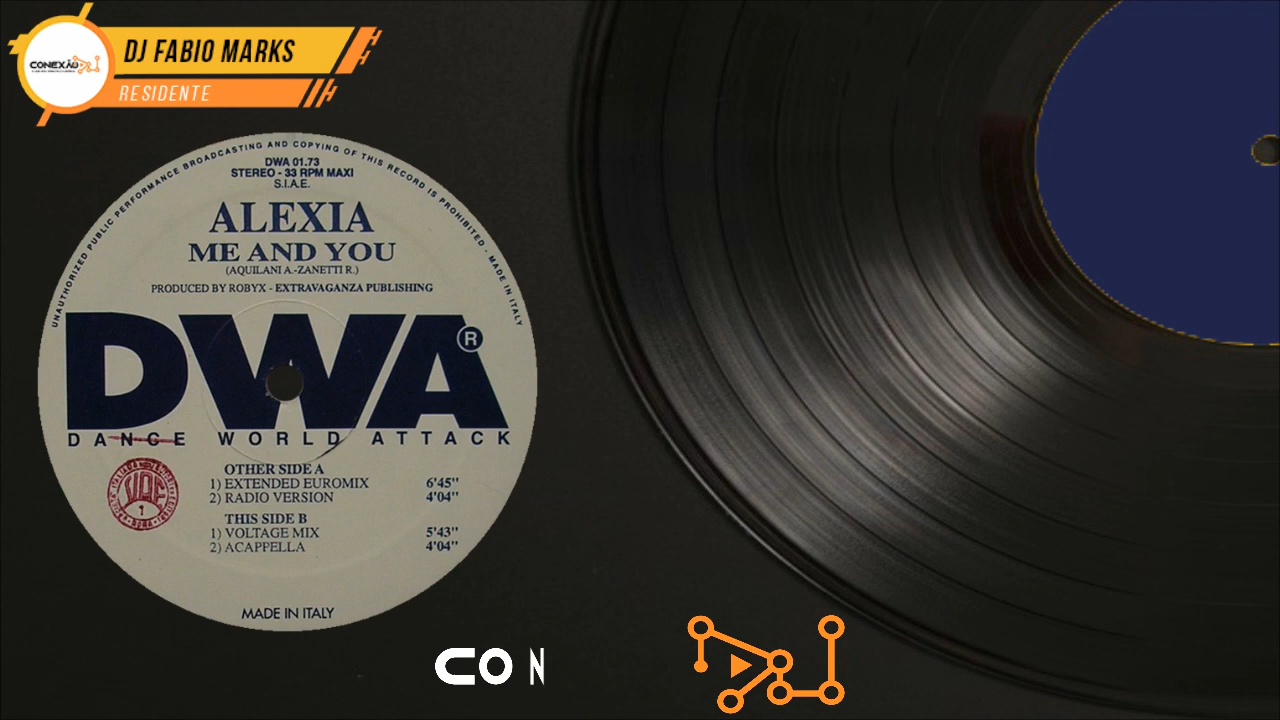 DJ FABIO MARKS
CONEXÃO
RESIDENTE
UNAUTHORIZED PUBLIC PERFORMANCE BROADCASTING AND COPYING OF THIS RECORD IS PROHIBITED - MADE IN ITALY
DWA 01.73
STEREO - 33 RPM MAXI
S.I.A.E.
ALEXIA
ME AND YOU
(AQUILANI A.-ZANETTI R.)
PRODUCED BY ROBYX - EXTRAVAGANZA PUBLISHING
DWA ®
DANCE WORLD ATTACK
OTHER SIDE A
1) EXTENDED EUROMIX 6'45"
2) RADIO VERSION 4'04"
THIS SIDE B
1) VOLTAGE MIX 5'43"
2) ACAPPELLA 4'04"
MADE IN ITALY
CO N